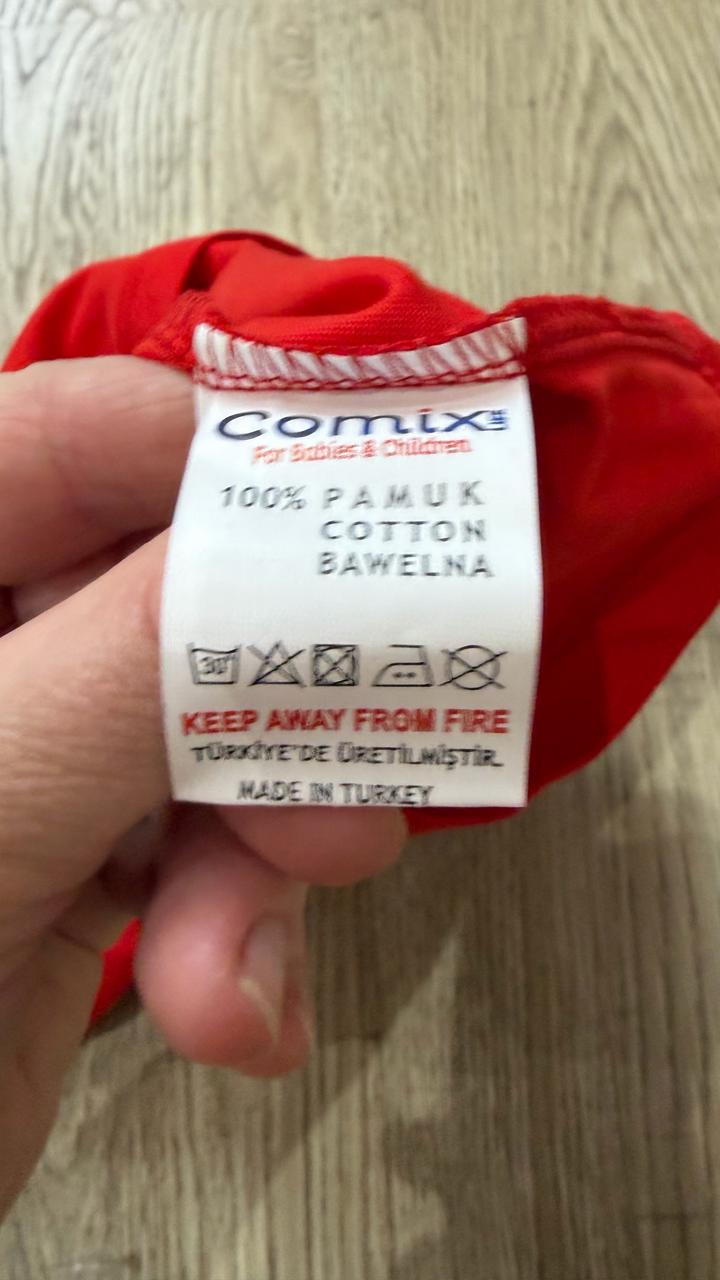 Comix
For Babies & Children
100% PAMUK
COTTON
BAWELNA
30°
KEEP AWAY FROM FIRE
TÜRKİYE'DE ÜRETİLMİŞTİR.
MADE IN TURKEY